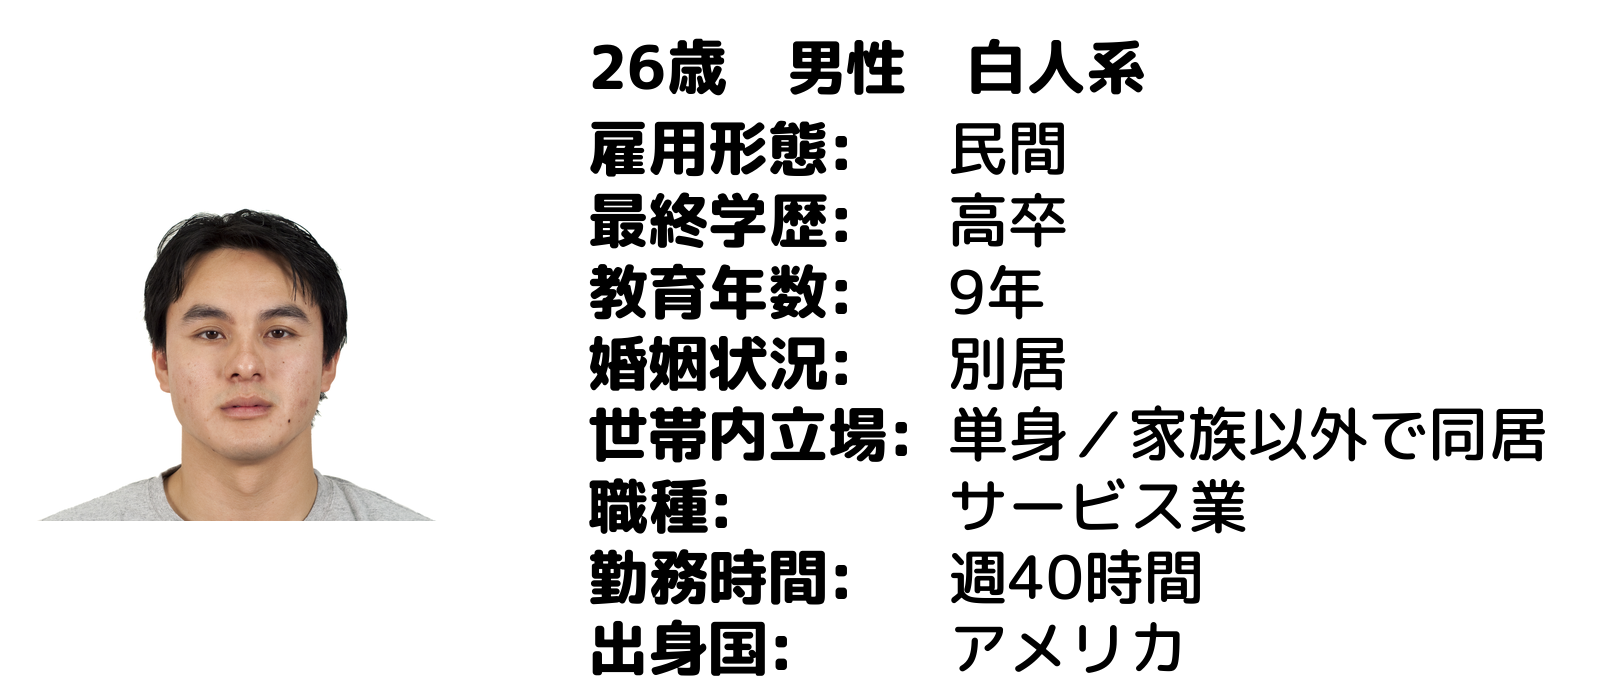 26歳　男性　白人系
雇用形態:　民間
最終学歴:　高卒
教育年数:　9年
婚姻状況:　別居
世帯内立場:　単身／家族以外で同居
職種:　サービス業
勤務時間:　週40時間
出身国:　アメリカ